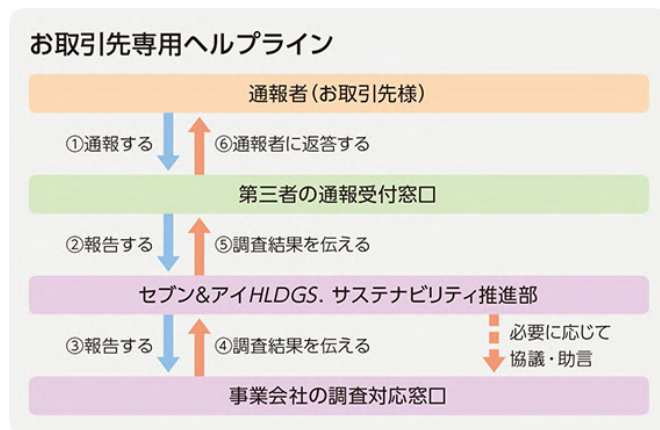 お取引先専用ヘルプライン
通報者（お取引先様）
①通報する
⑥通報者に返答する
第三者の通報受付窓口
②報告する
⑤調査結果を伝える
セブン&アイHLDGS. サステナビリティ推進部
③報告する
④調査結果を伝える
必要に応じて
協議・助言
事業会社の調査対応窓口